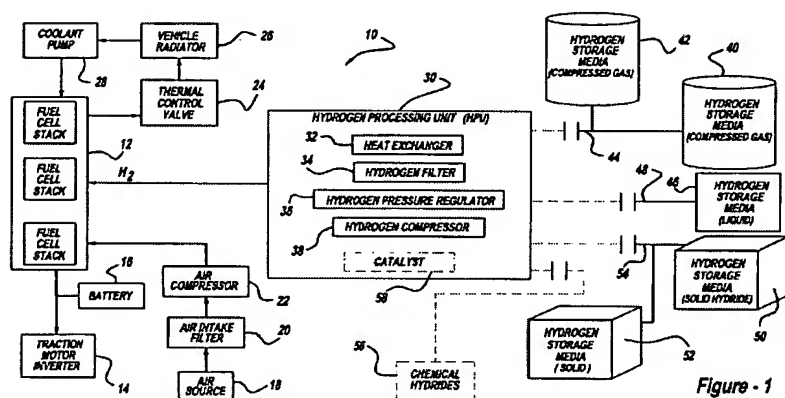 COOLANT
PUMP
28
VEHICLE
RADIATOR
26
THERMAL
CONTROL
VALVE
24
FUEL
CELL
STACK
FUEL
CELL
STACK
FUEL
CELL
STACK
12
H2
BATTERY
16
TRACTION
MOTOR
INVERTER
14
AIR
COMPRESSOR
22
AIR INTAKE
FILTER
20
AIR
SOURCE
18
10
30
HYDROGEN PROCESSING UNIT (HPU)
32
HEAT EXCHANGER
34
HYDROGEN FILTER
36
HYDROGEN PRESSURE REGULATOR
38
HYDROGEN COMPRESSOR
CATALYST
58
56
CHEMICAL
HYDRIDES
HYDROGEN
STORAGE
MEDIA
(COMPRESSED GAS)
42
40
HYDROGEN
STORAGE
MEDIA
(COMPRESSED GAS)
44
48
46
HYDROGEN
STORAGE
MEDIA
(LIQUID)
54
HYDROGEN
STORAGE
MEDIA
(SOLID HYDRIDE)
50
HYDROGEN
STORAGE
MEDIA
(SOLID)
52
Figure - 1